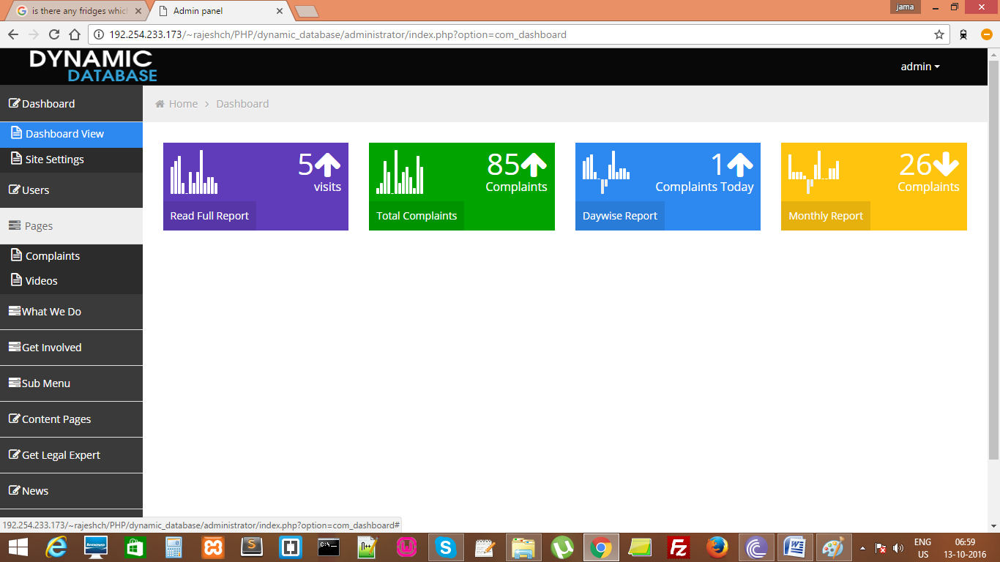 is there any fridges whic
Admin panel
jama
192.254.233.173/~rajeshch/PHP/dynamic_database/administrator/index.php?option=com_dashboard
DYNAMIC
DATABASE
admin
Dashboard
Dashboard View
Site Settings
Users
Pages
Complaints
Videos
What We Do
Get Involved
Sub Menu
Content Pages
Get Legal Expert
News
Home > Dashboard
5
visits
Read Full Report
85
Complaints
Total Complaints
1
Complaints Today
Daywise Report
26
Complaints
Monthly Report
192.254.233.173/~rajeshch/PHP/dynamic_database/administrator/index.php?option=com_dashboard#
lenovo
C:\_
S
n++
S
W
Fz
ENG
US
06:59
13-10-2016